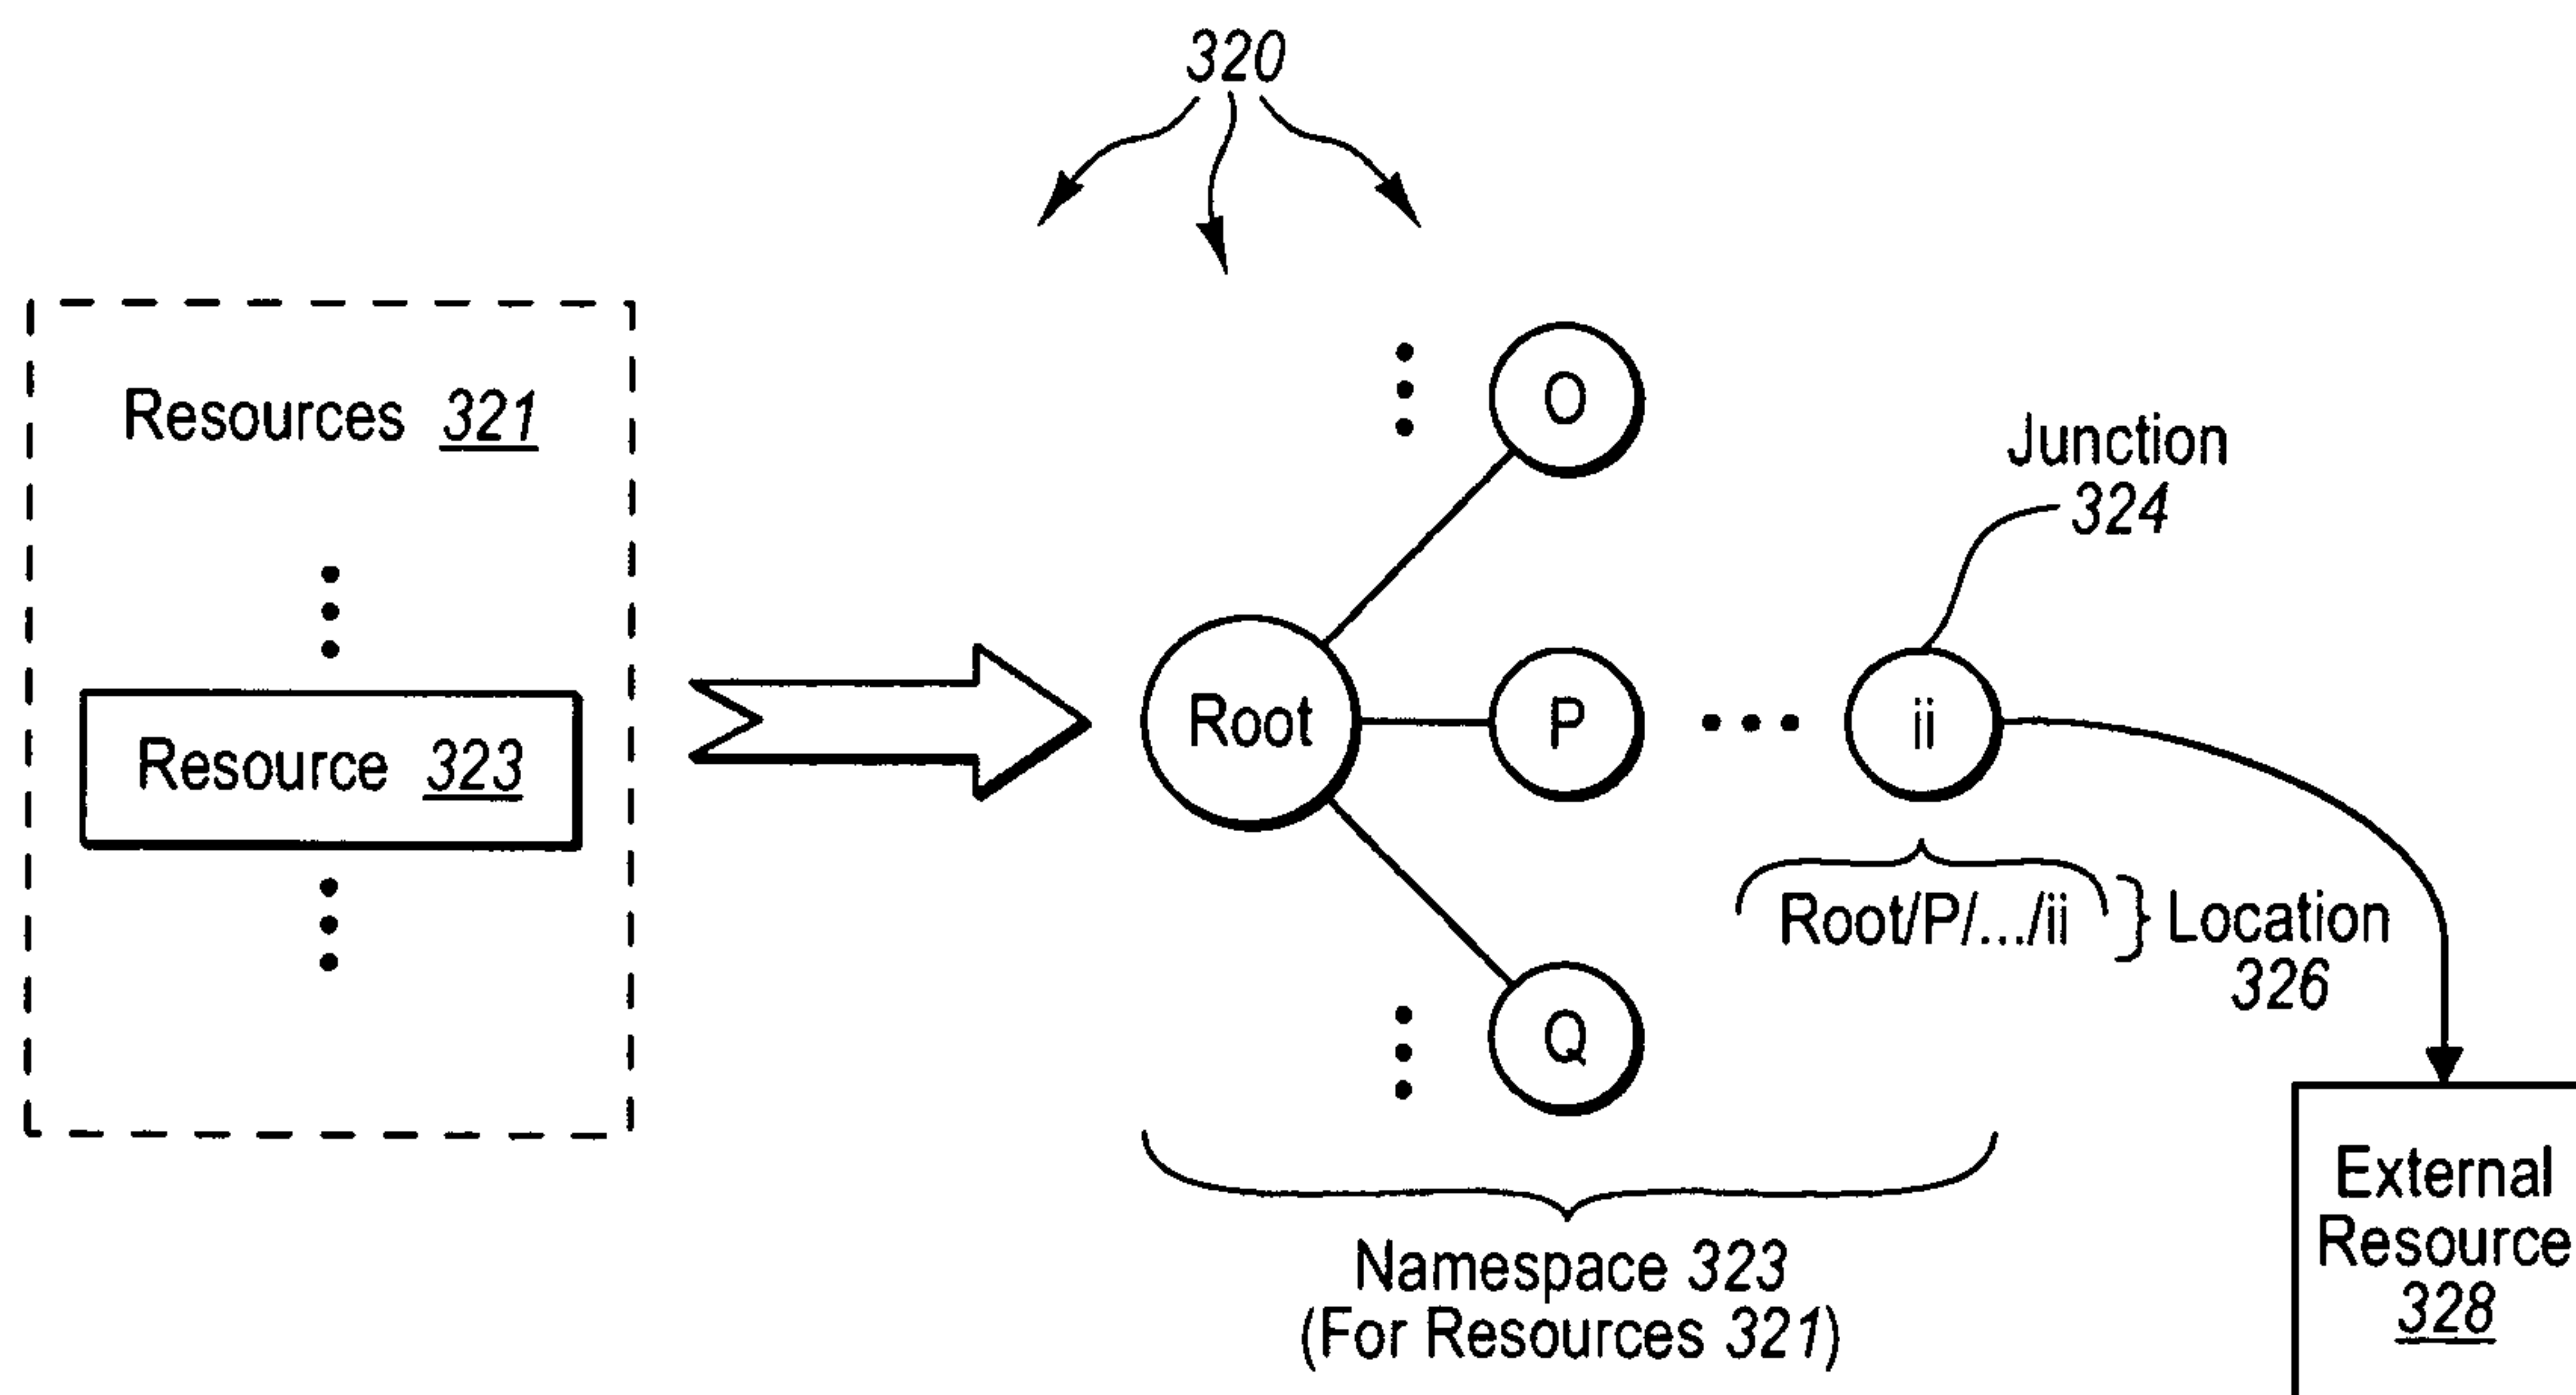 320
Resources 321
Resource 323
Root
O
P
Q
ii
Junction
324
Root/P/.../ii
Location
326
Namespace 323
(For Resources 321)
External
Resource
328